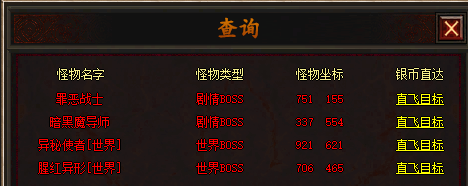 查询
怪物名字 怪物类型 怪物坐标 银币直达
罪恶战士 剧情BOSS 751 155 直飞目标
暗黑魔导师 剧情BOSS 337 554 直飞目标
异秘使者[世界] 世界BOSS 921 621 直飞目标
腥红异形[世界] 世界BOSS 706 465 直飞目标